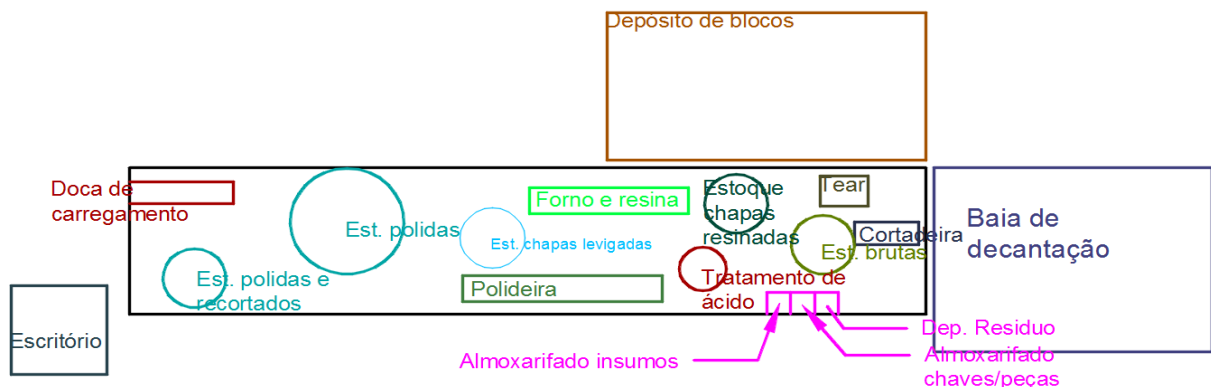 Depósito de blocos
Doca de
carregamento
Est. polidas
Est. polidas e
recortados
Escritório
Forno e resina
Est. chapas levigadas
Polideira
Estoque
chapas
resinadas
Tratamento de
ácido
Tear
Cortadeira
Est. brutas
Baia de
decantação
Almoxarifado insumos
Dep. Residuo
Almoxarifado
chaves/peças